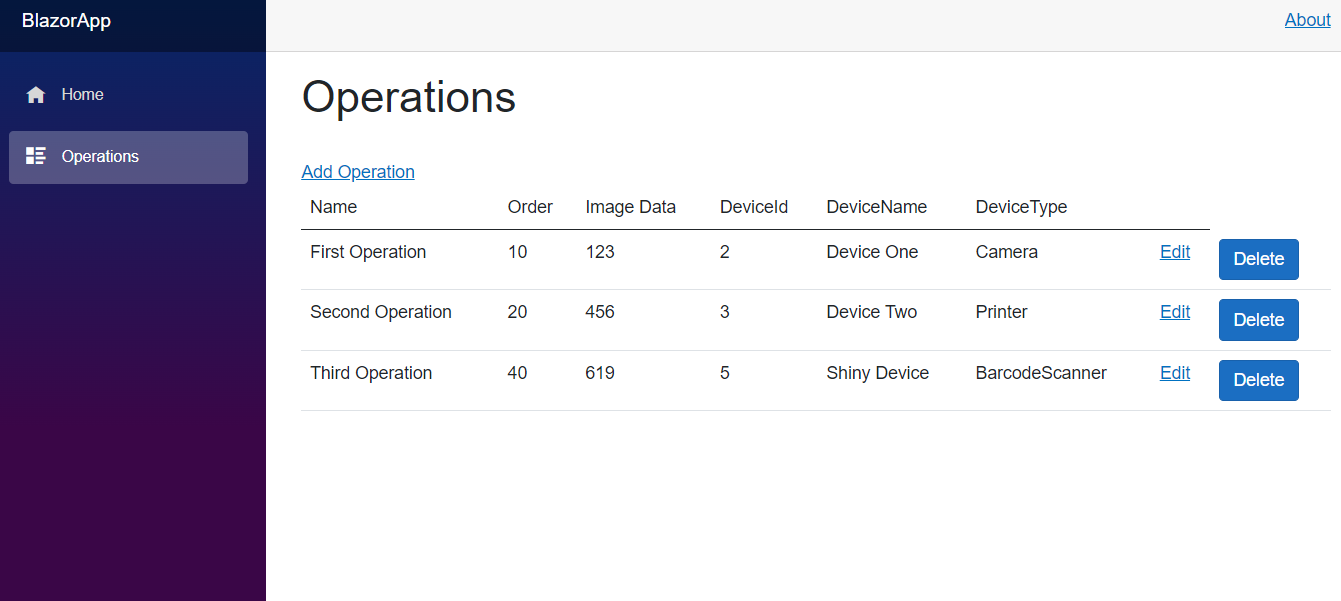 BlazorApp
About
Home
Operations
Operations
Add Operation
Name Order Image Data DeviceId DeviceName DeviceType
First Operation 10 123 2 Device One Camera Edit Delete
Second Operation 20 456 3 Device Two Printer Edit Delete
Third Operation 40 619 5 Shiny Device BarcodeScanner Edit Delete